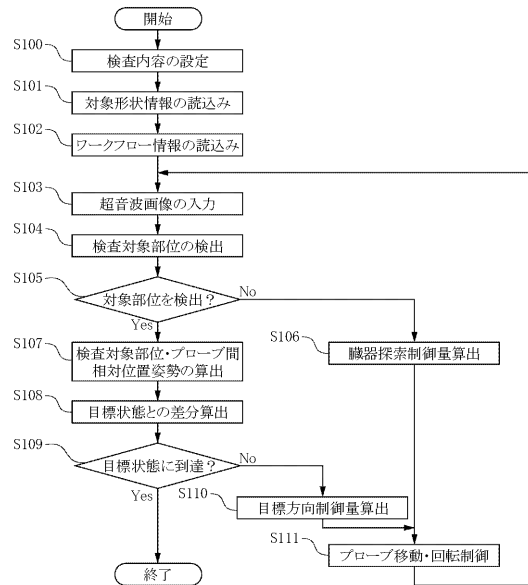 開始
S100
検査内容の設定
S101
対象形状情報の読込み
S102
ワークフロー情報の読込み
S103
超音波画像の入力
S104
検査対象部位の検出
S105
対象部位を検出？
No
Yes
S106
臓器探索制御量算出
S107
検査対象部位・プローブ間
相対位置姿勢の算出
S108
目標状態との差分算出
S109
目標状態に到達？
No
Yes
S110
目標方向制御量算出
S111
プローブ移動・回転制御
終了